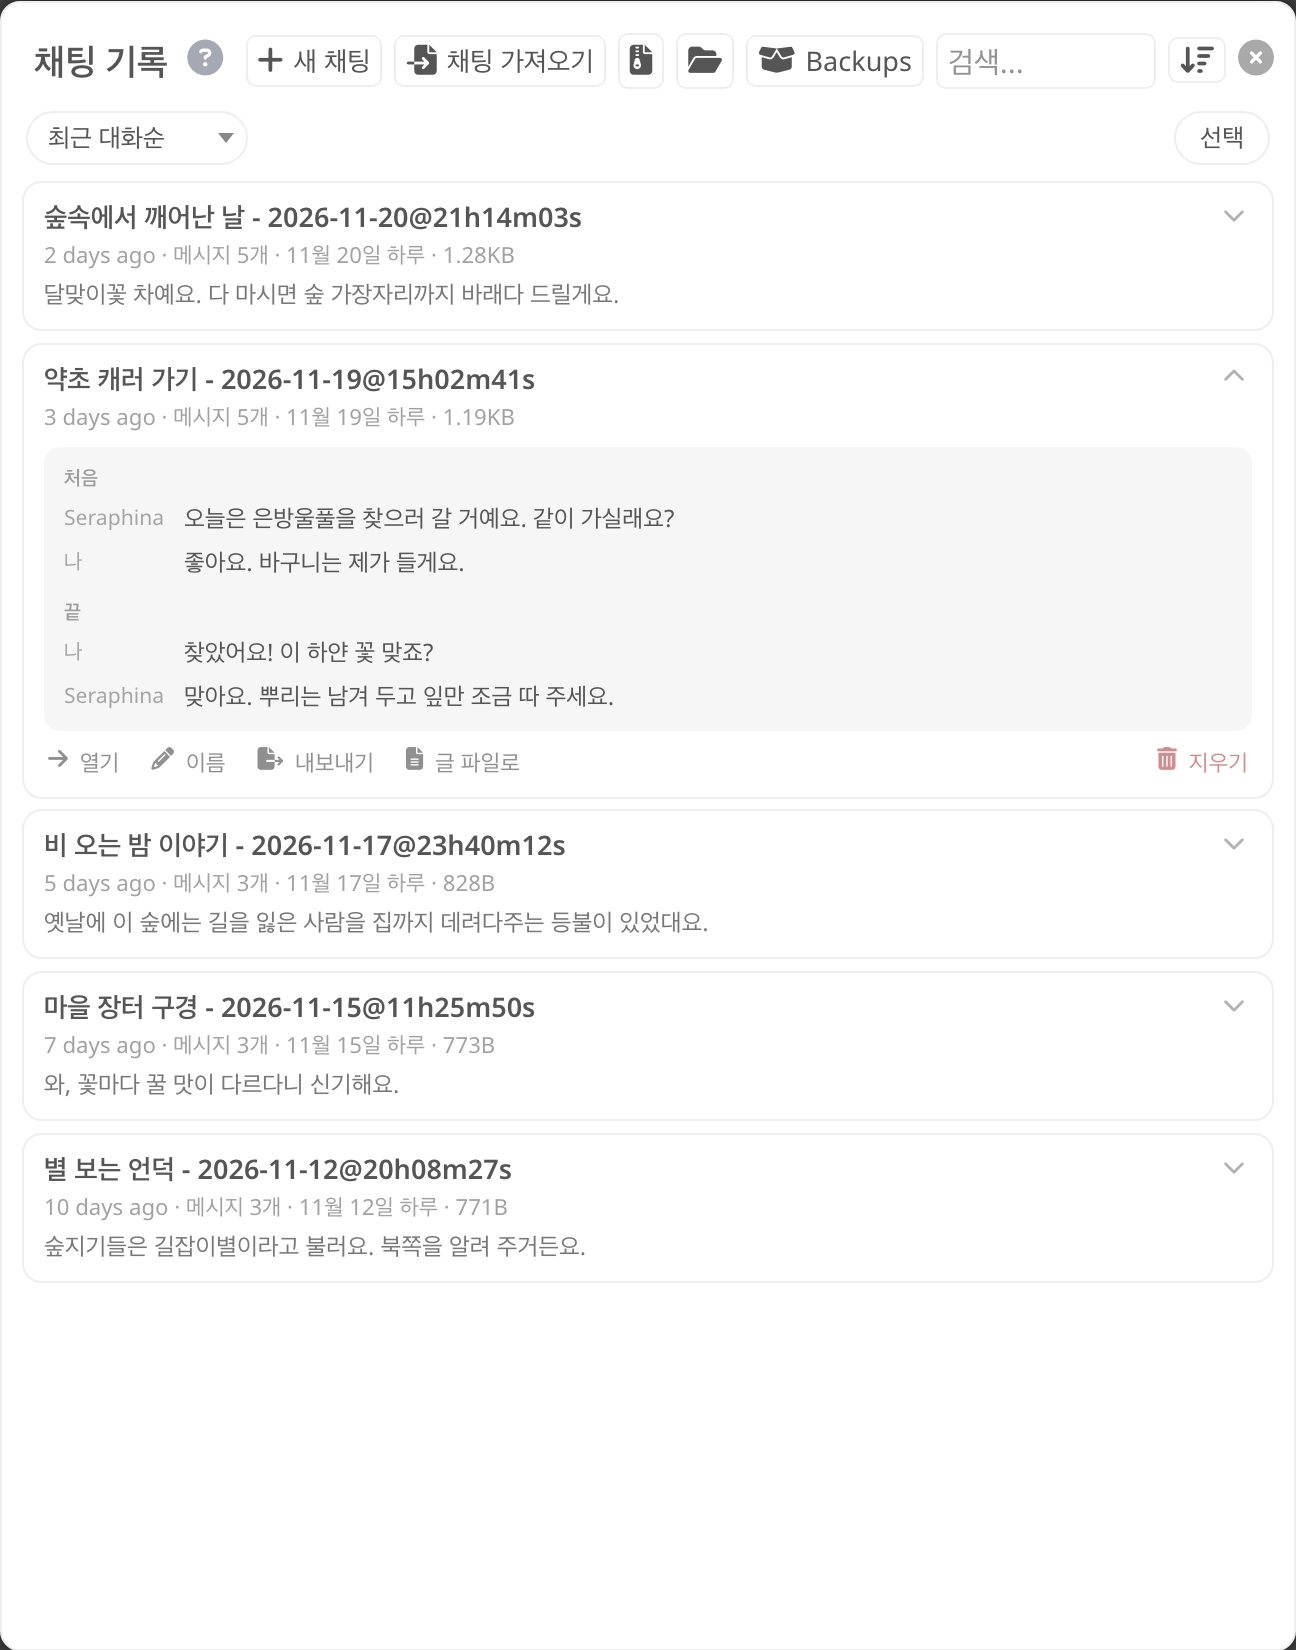 채팅 기록 ? 새 채팅 채팅 가져오기 Backups 검색...
최근 대화순 선택
숲속에서 깨어난 날 - 2026-11-20@21h14m03s
2 days ago · 메시지 5개 · 11월 20일 하루 · 1.28KB
달맞이꽃 차예요. 다 마시면 숲 가장자리까지 바래다 드릴게요.
약초 캐러 가기 - 2026-11-19@15h02m41s
3 days ago · 메시지 5개 · 11월 19일 하루 · 1.19KB
처음
Seraphina 오늘은 은방울풀을 찾으러 갈 거예요. 같이 가실래요?
나 좋아요. 바구니는 제가 들게요.
끝
나 찾았어요! 이 하얀 꽃 맞죠?
Seraphina 맞아요. 뿌리는 남겨 두고 잎만 조금 따 주세요.
열기 이름 내보내기 글 파일로 지우기
비 오는 밤 이야기 - 2026-11-17@23h40m12s
5 days ago · 메시지 3개 · 11월 17일 하루 · 828B
옛날에 이 숲에는 길을 잃은 사람을 집까지 데려다주는 등불이 있었대요.
마을 장터 구경 - 2026-11-15@11h25m50s
7 days ago · 메시지 3개 · 11월 15일 하루 · 773B
와, 꽃마다 꿀 맛이 다르다니 신기해요.
별 보는 언덕 - 2026-11-12@20h08m27s
10 days ago · 메시지 3개 · 11월 12일 하루 · 771B
숲지기들은 길잡이별이라고 불러요. 북쪽을 알려 주거든요.